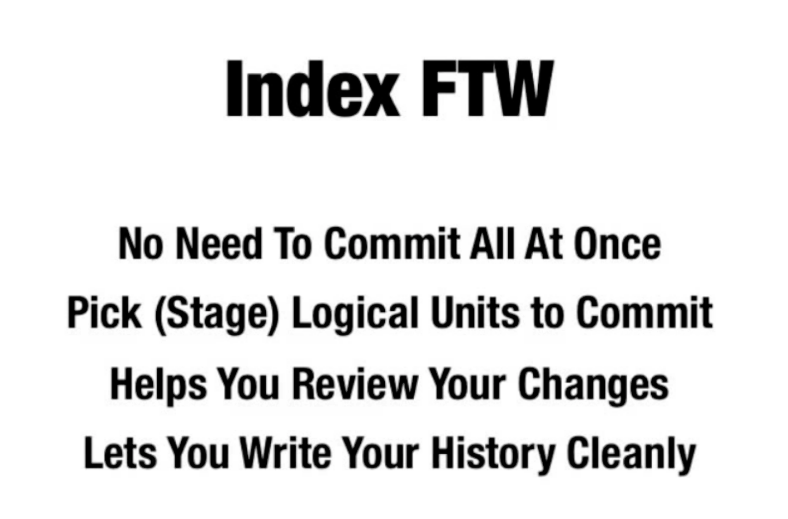 Index FTW
No Need To Commit All At Once
Pick (Stage) Logical Units to Commit
Helps You Review Your Changes
Lets You Write Your History Cleanly